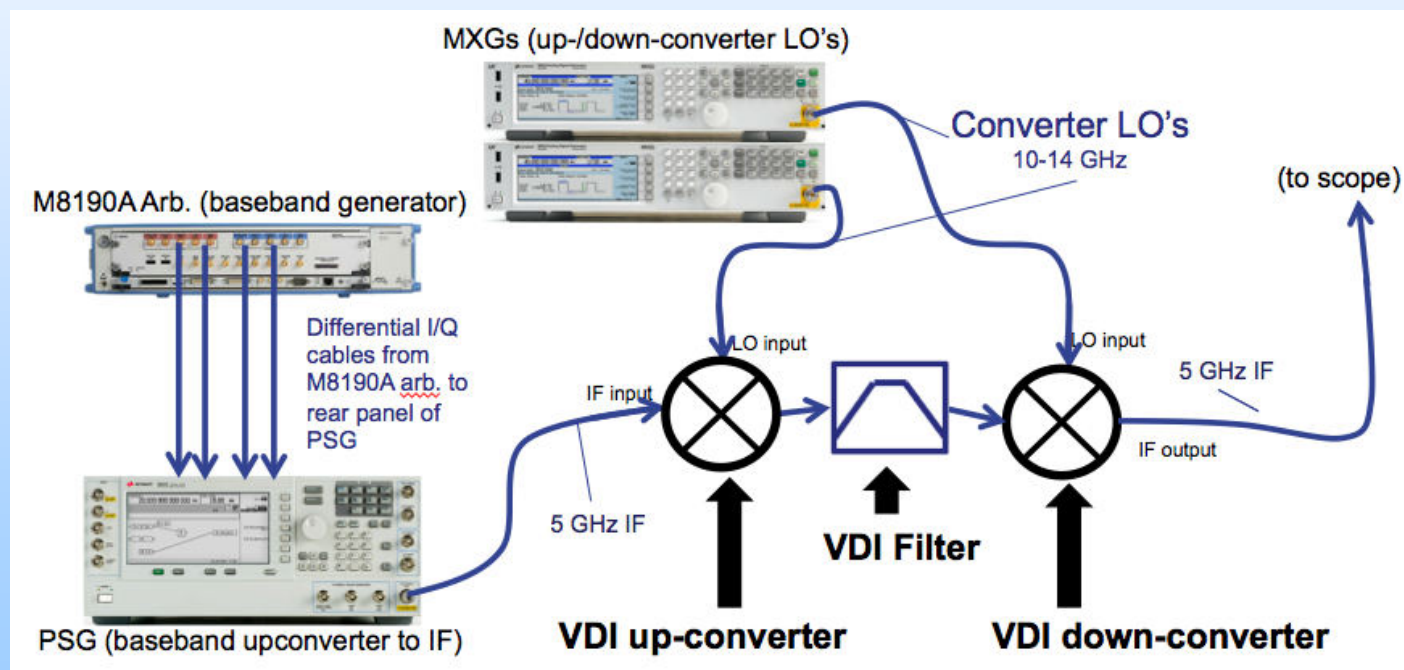 MXGs (up-/down-converter LO's)
Converter LO's
10-14 GHz
(to scope)
M8190A Arb. (baseband generator)
Differential I/Q
cables from
M8190A arb. to
rear panel of
PSG
LO input
LO input
IF input
5 GHz IF
IF output
5 GHz IF
VDI Filter
PSG (baseband upconverter to IF)
VDI up-converter
VDI down-converter